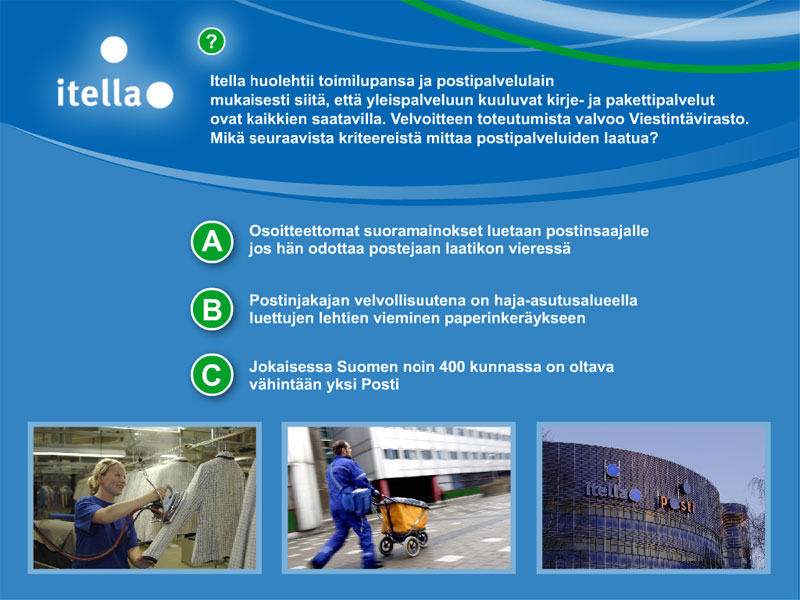 ?
itella
Itella huolehtii toimilupansa ja postipalvelulain
mukaisesti siitä, että yleispalveluun kuuluvat kirje- ja pakettipalvelut
ovat kaikkien saatavilla. Velvoitteen toteutumista valvoo Viestintävirasto.
Mikä seuraavista kriteereistä mittaa postipalveluiden laatua?
A
Osoitteettomat suoramainokset luetaan postinsaajalle
jos hän odottaa postejaan laatikon vieressä
B
Postinjakajan velvollisuutena on haja-asutusalueella
luettujen lehtien vieminen paperinkeräykseen
C
Jokaisessa Suomen noin 400 kunnassa on oltava
vähintään yksi Posti
itella
Posti